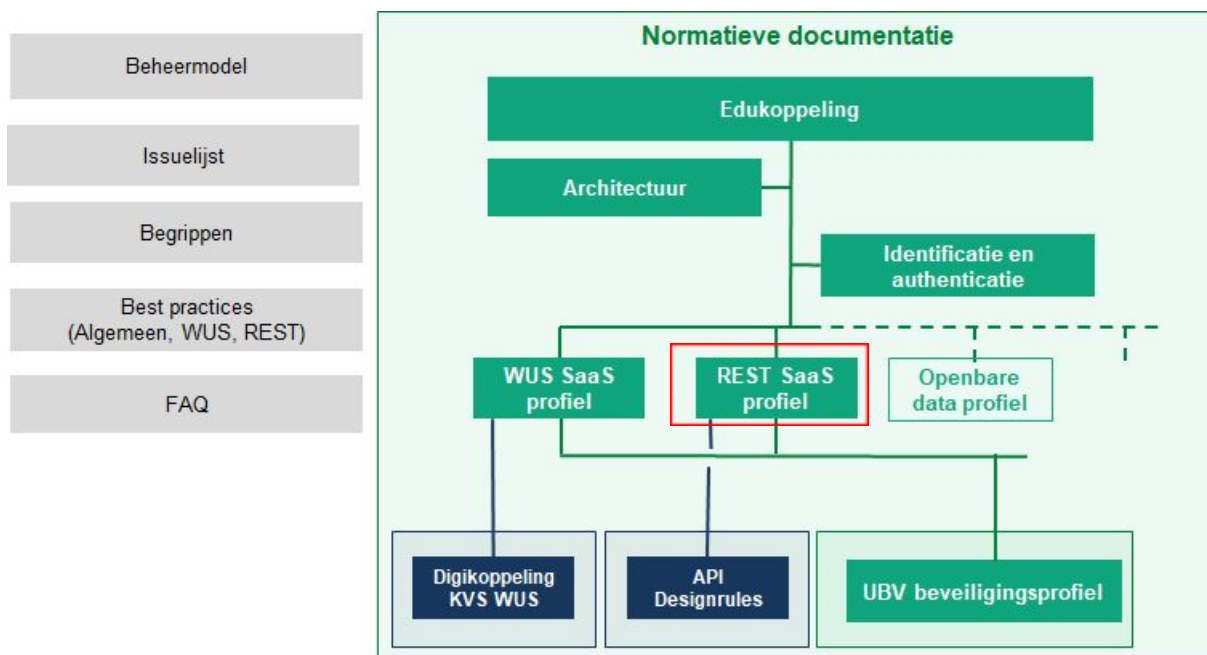 Beheermodel
Issuelijst
Begrippen
Best practices
(Algemeen, WUS, REST)
FAQ
Normatieve documentatie
Edukoppeling
Architectuur
Identificatie en
authenticatie
WUS SaaS
profiel
REST SaaS
profiel
Openbare
data profiel
Digikoppeling
KVS WUS
API
Designrules
UBV beveiligingsprofiel